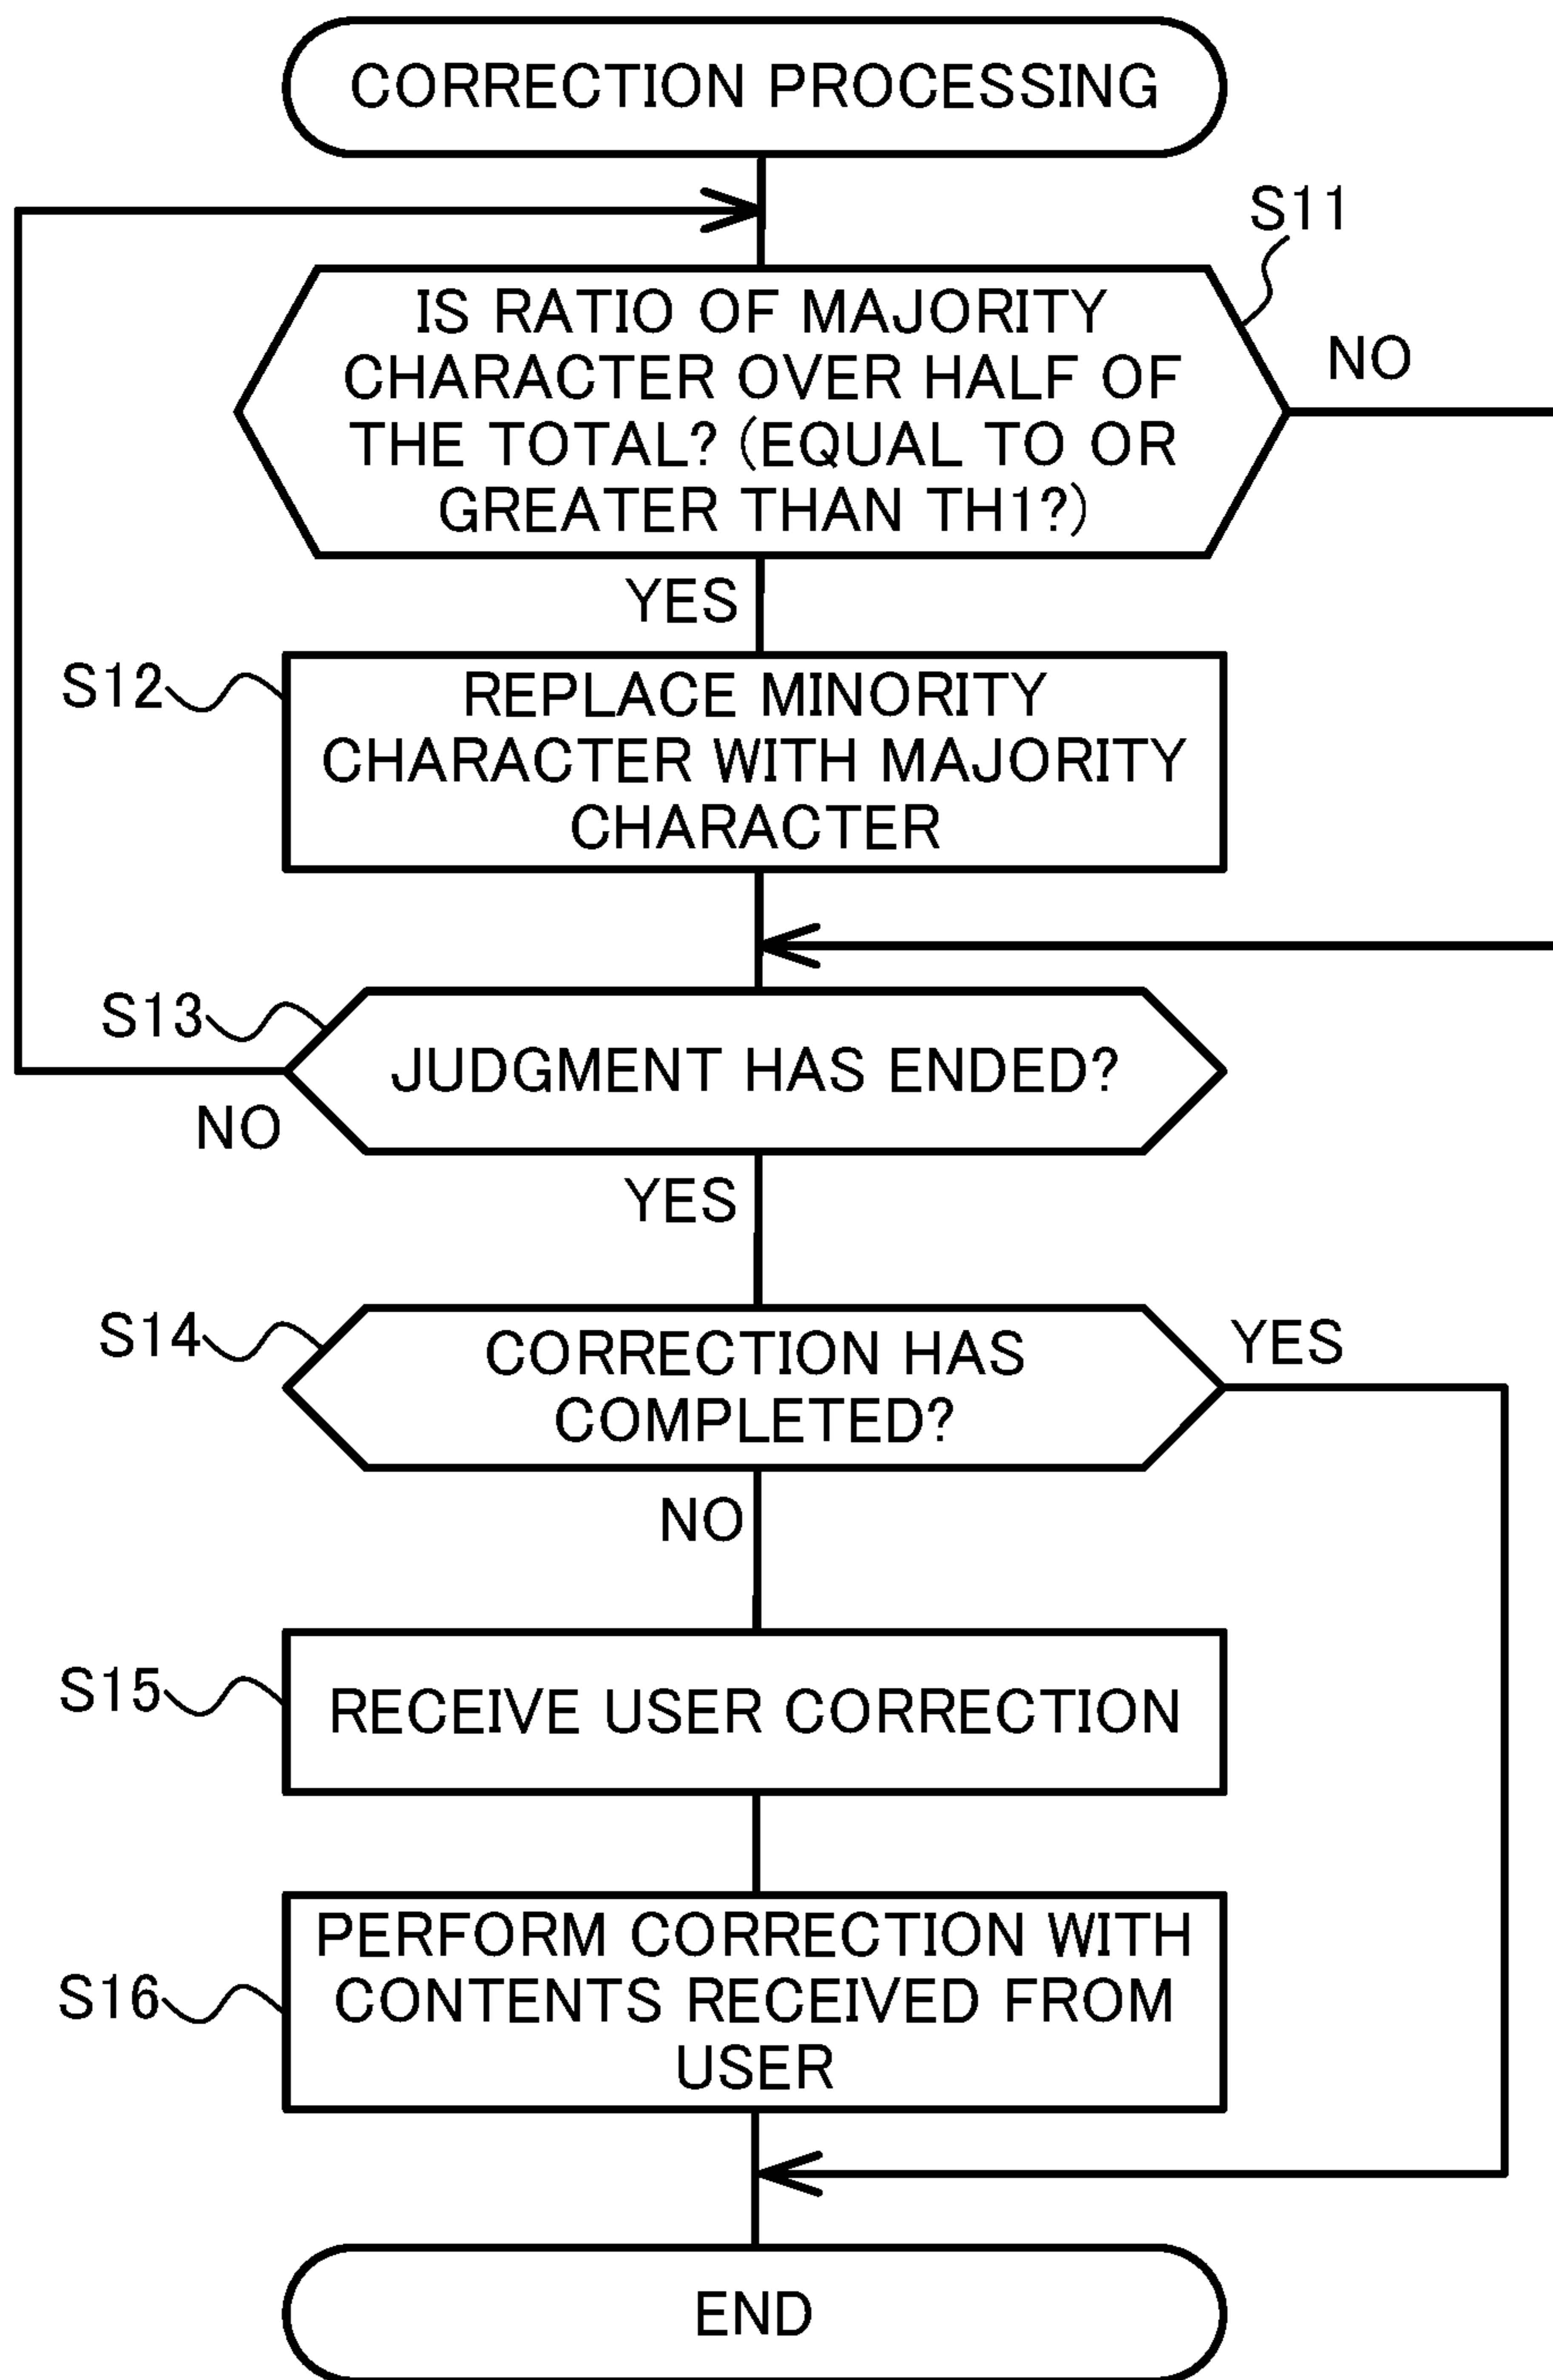 CORRECTION PROCESSING
S11
IS RATIO OF MAJORITY
CHARACTER OVER HALF OF
THE TOTAL? (EQUAL TO OR
GREATER THAN TH1?)
NO
YES
S12
REPLACE MINORITY
CHARACTER WITH MAJORITY
CHARACTER
S13
JUDGMENT HAS ENDED?
NO
YES
S14
CORRECTION HAS
COMPLETED?
YES
NO
S15
RECEIVE USER CORRECTION
S16
PERFORM CORRECTION WITH
CONTENTS RECEIVED FROM
USER
END